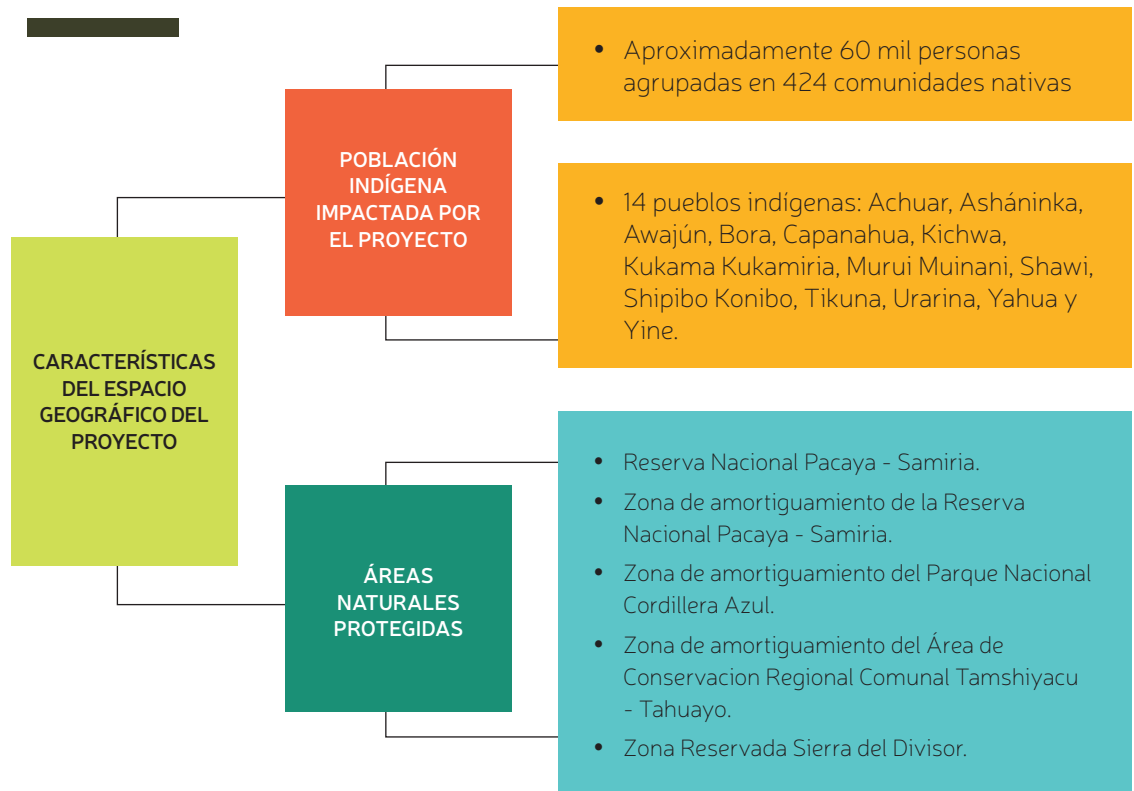 CARACTERÍSTICAS
DEL ESPACIO
GEOGRÁFICO DEL
PROYECTO
POBLACIÓN
INDÍGENA
IMPACTADA POR
EL PROYECTO
• Aproximadamente 60 mil personas
agrupadas en 424 comunidades nativas
• 14 pueblos indígenas: Achuar, Asháninka,
Awajún, Bora, Capanahua, Kichwa,
Kukama Kukamiria, Murui Muinani, Shawi,
Shipibo Konibo, Tikuna, Urarina, Yahua y
Yine.
ÁREAS
NATURALES
PROTEGIDAS
• Reserva Nacional Pacaya - Samiria.
• Zona de amortiguamiento de la Reserva
Nacional Pacaya - Samiria.
• Zona de amortiguamiento del Parque Nacional
Cordillera Azul.
• Zona de amortiguamiento del Área de
Conservacion Regional Comunal Tamshiyacu
- Tahuayo.
• Zona Reservada Sierra del Divisor.